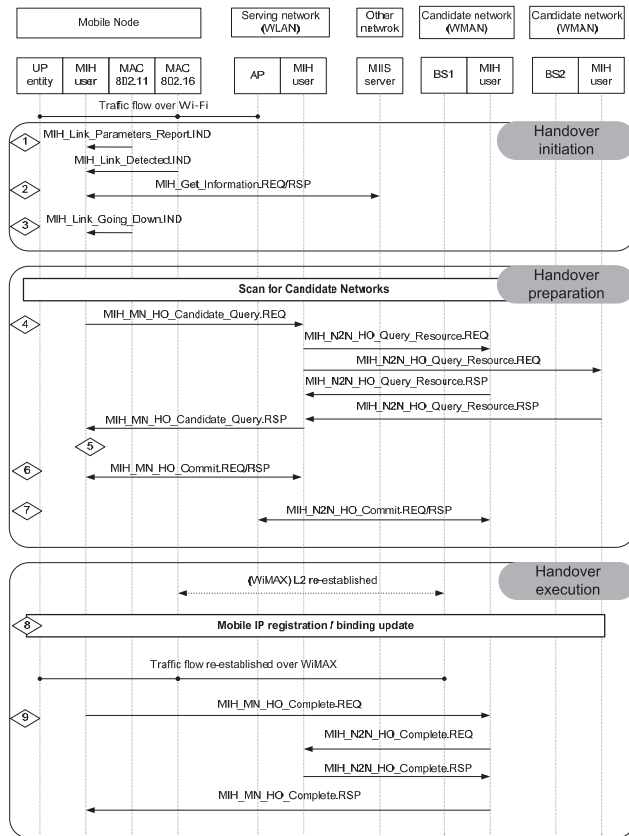 Mobile Node
Serving network
(WLAN)
Other
netwrok
Candidate network
(WMAN)
Candidate network
(WMAN)
UP
entity
MIH
user
MAC
802.11
MAC
802.16
AP
MIH
user
MIIS
server
BS1
MIH
user
BS2
MIH
user
Traffic flow over Wi-Fi
Handover
initiation
1
MIH_Link_Parameters_Report.IND
MIH_Link_Detected.IND
2
MIH_Get_Information.REQ/RSP
3
MIH_Link_Going_Down.IND
Handover
preparation
Scan for Candidate Networks
4
MIH_MN_HO_Candidate_Query.REQ
MIH_N2N_HO_Query_Resource.REQ
MIH_N2N_HO_Query_Resource.REQ
MIH_N2N_HO_Query_Resource.RSP
MIH_N2N_HO_Query_Resource.RSP
MIH_MN_HO_Candidate_Query.RSP
5
6
MIH_MN_HO_Commit.REQ/RSP
7
MIH_N2N_HO_Commit.REQ/RSP
Handover
execution
(WiMAX) L2 re-established
8
Mobile IP registration / binding update
Traffic flow re-established over WiMAX
9
MIH_MN_HO_Complete.REQ
MIH_N2N_HO_Complete.REQ
MIH_N2N_HO_Complete.RSP
MIH_MN_HO_Complete.RSP